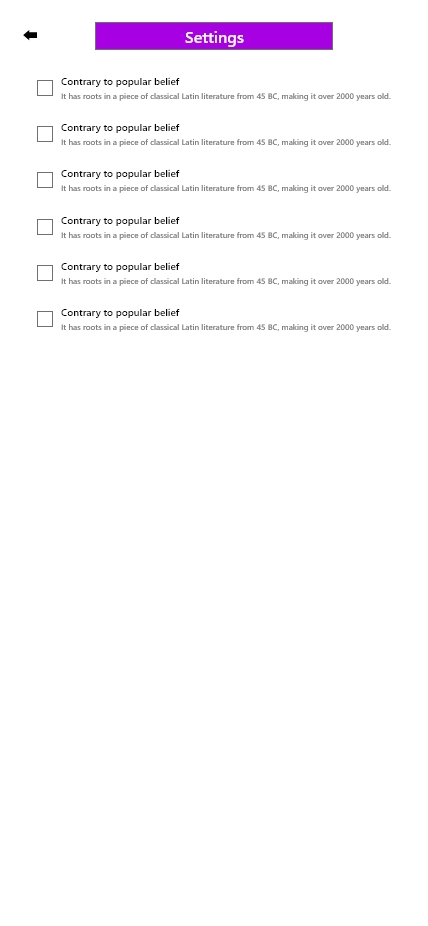 Settings
Contrary to popular belief
It has roots in a piece of classical Latin literature from 45 BC, making it over 2000 years old.
Contrary to popular belief
It has roots in a piece of classical Latin literature from 45 BC, making it over 2000 years old.
Contrary to popular belief
It has roots in a piece of classical Latin literature from 45 BC, making it over 2000 years old.
Contrary to popular belief
It has roots in a piece of classical Latin literature from 45 BC, making it over 2000 years old.
Contrary to popular belief
It has roots in a piece of classical Latin literature from 45 BC, making it over 2000 years old.
Contrary to popular belief
It has roots in a piece of classical Latin literature from 45 BC, making it over 2000 years old.